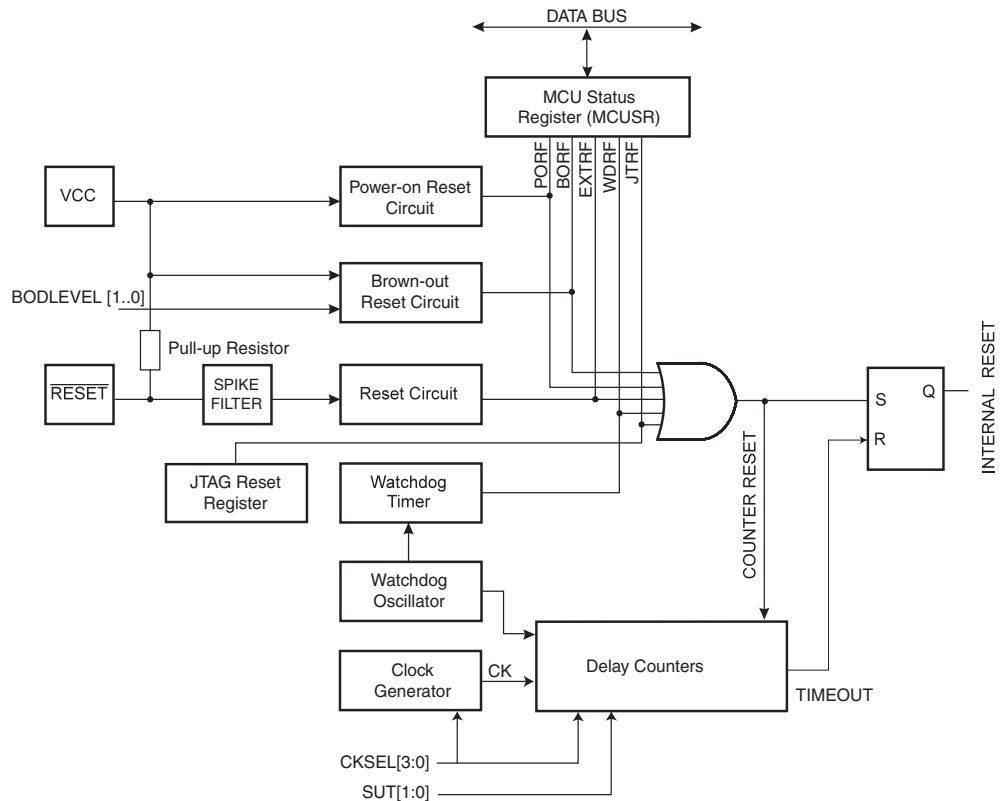 DATA BUS
MCU Status
Register (MCUSR)
PORF
BORF
EXTRF
WDRF
JTRF
VCC
Power-on Reset
Circuit
Brown-out
Reset Circuit
BODLEVEL [1..0]
Pull-up Resistor
RESET
SPIKE
FILTER
Reset Circuit
JTAG Reset
Register
Watchdog
Timer
Watchdog
Oscillator
Clock
Generator
CK
Delay Counters
COUNTER RESET
S
R
Q
INTERNAL RESET
TIMEOUT
CKSEL[3:0]
SUT[1:0]